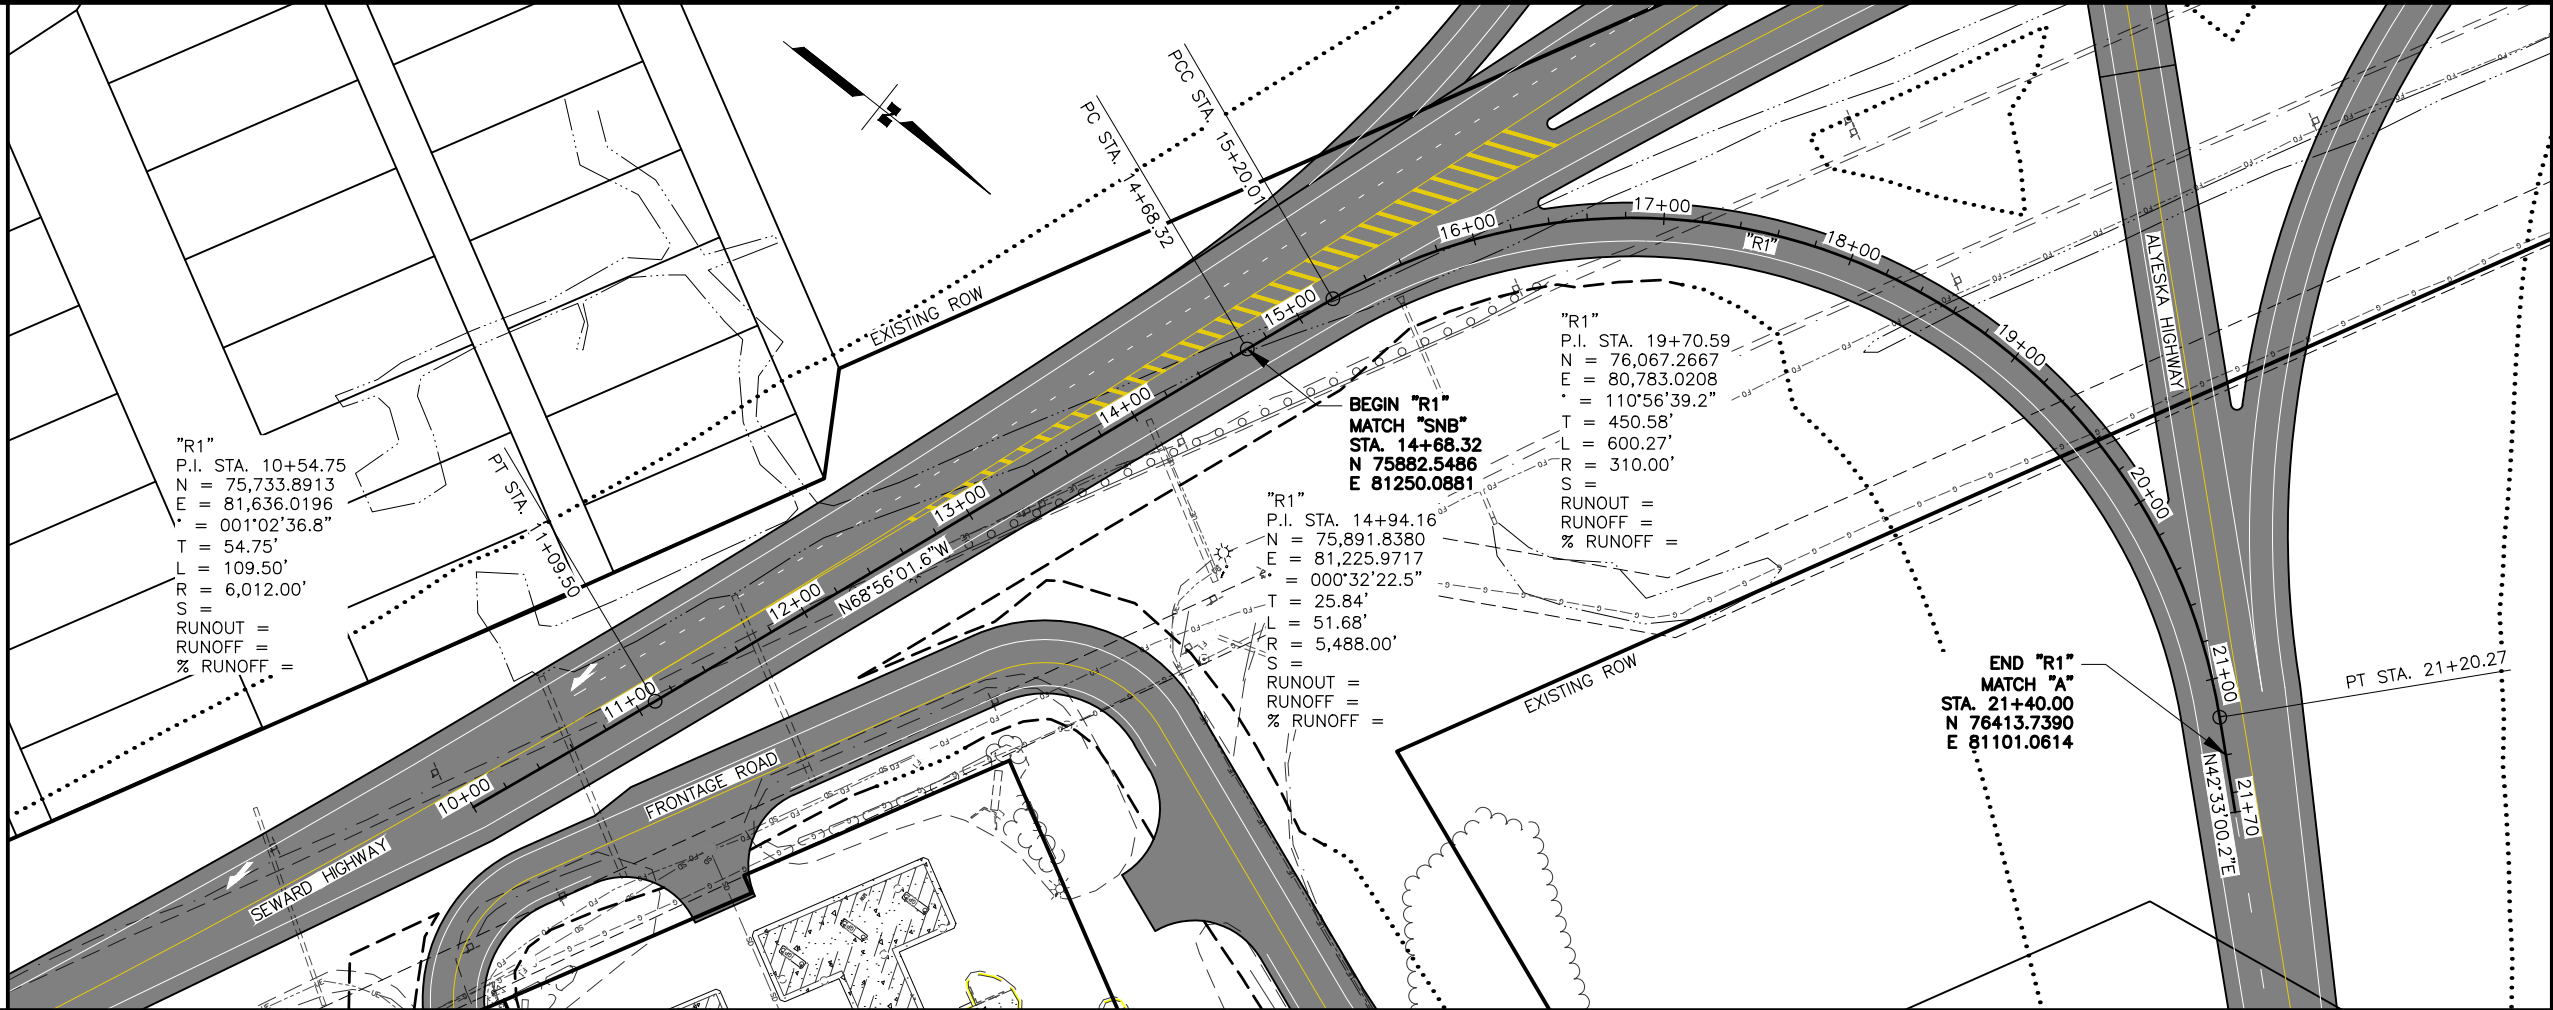 PCC STA. 15+20.01
PC STA. 14+68.32
N
EXISTING ROW
17+00
16+00
"R1"
18+00
15+00
19+00
14+00
20+00
13+00
12+00
11+00
10+00
21+00
21+70
ALYESKA HIGHWAY
"R1"
P.I. STA. 19+70.59
N = 76,067.2667
E = 80,783.0208
° = 110°56'39.2"
T = 450.58'
L = 600.27'
R = 310.00'
S =
RUNOUT =
RUNOFF =
% RUNOFF =
BEGIN "R1"
MATCH "SNB"
STA. 14+68.32
N 75882.5486
E 81250.0881
"R1"
P.I. STA. 10+54.75
N = 75,733.8913
E = 81,636.0196
° = 001°02'36.8"
T = 54.75'
L = 109.50'
R = 6,012.00'
S =
RUNOUT =
RUNOFF =
% RUNOFF =
PT STA. 11+09.50
N68°56'01.6"W
"R1"
P.I. STA. 14+94.16
N = 75,891.8380
E = 81,225.9717
° = 000°32'22.5"
T = 25.84'
L = 51.68'
R = 5,488.00'
S =
RUNOUT =
RUNOFF =
% RUNOFF =
EXISTING ROW
END "R1"
MATCH "A"
STA. 21+40.00
N 76413.7390
E 81101.0614
PT STA. 21+20.27
N42°33'00.2"E
FRONTAGE ROAD
SEWARD HIGHWAY